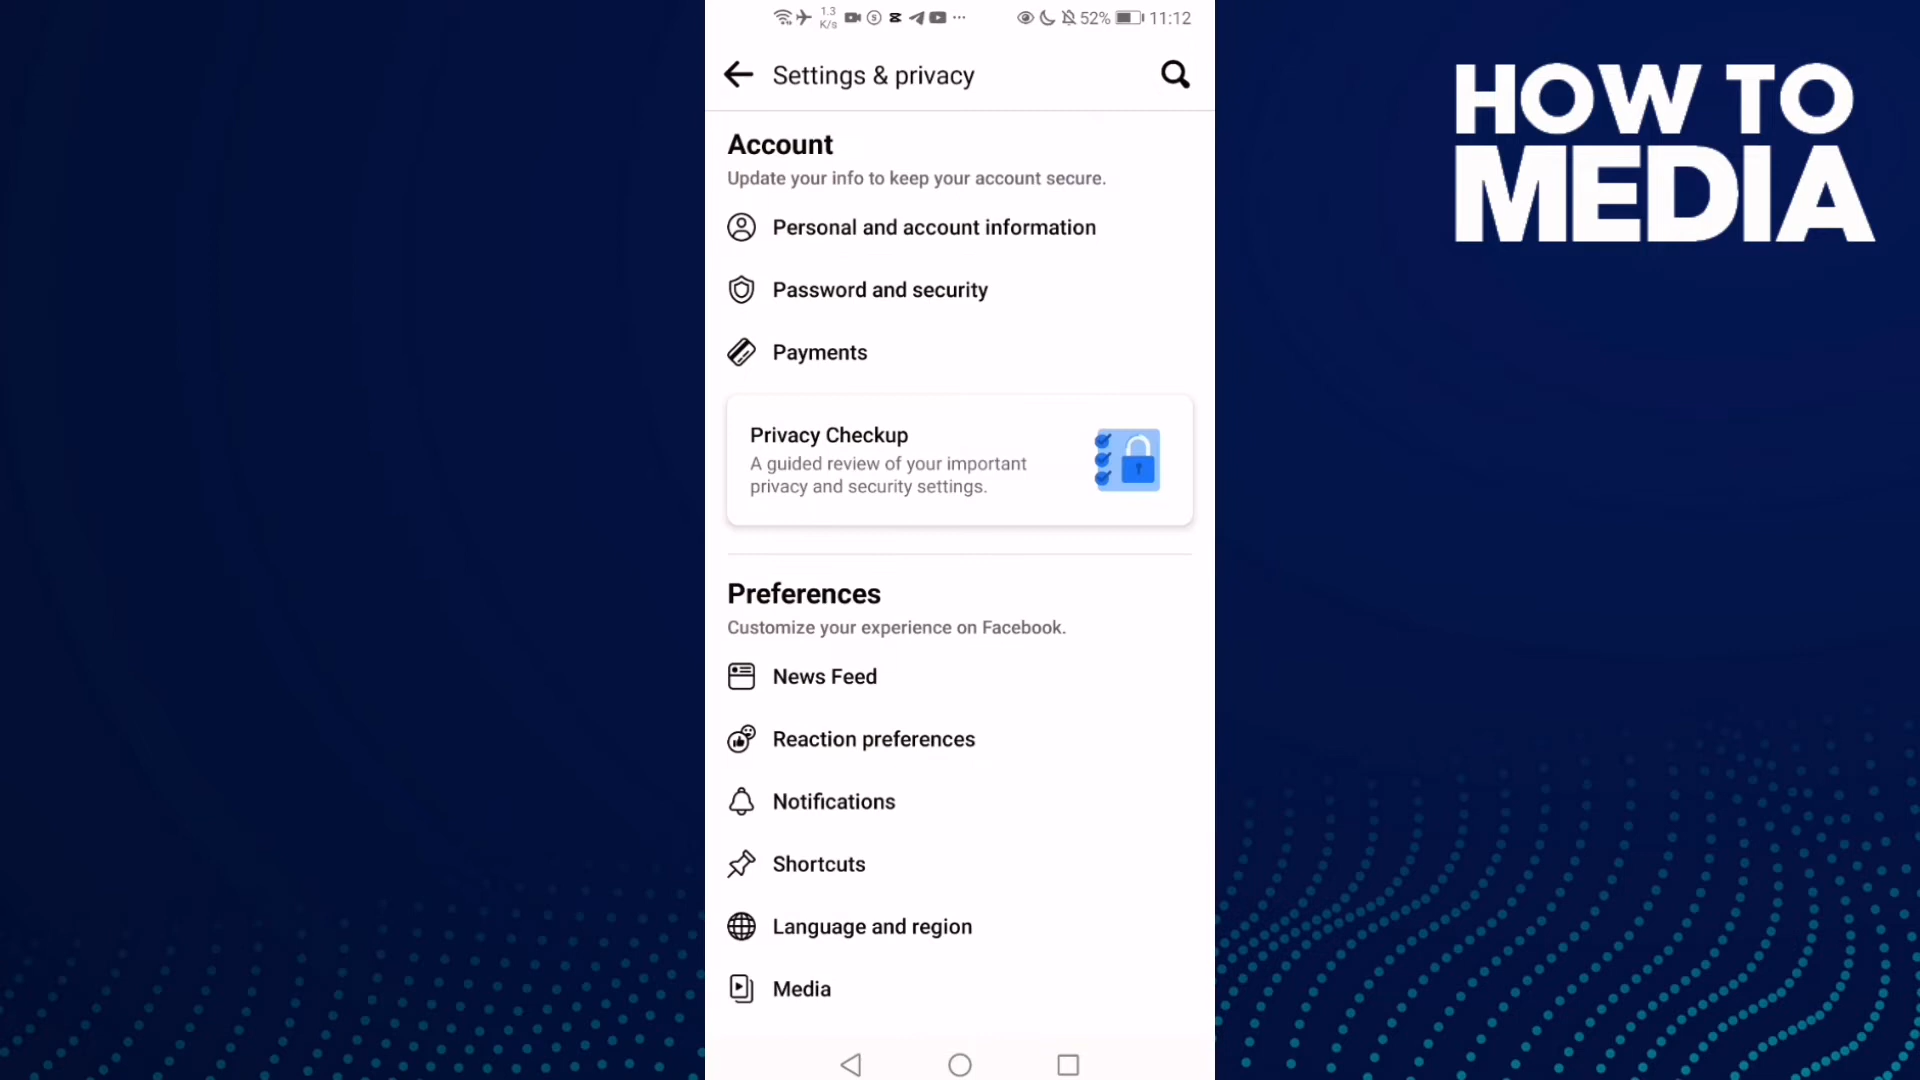 1.3
K/s
52% 11:12
Settings & privacy
HOW TO
MEDIA
Account
Update your info to keep your account secure.
Personal and account information
Password and security
Payments
Privacy Checkup
A guided review of your important
privacy and security settings.
Preferences
Customize your experience on Facebook.
News Feed
Reaction preferences
Notifications
Shortcuts
Language and region
Media